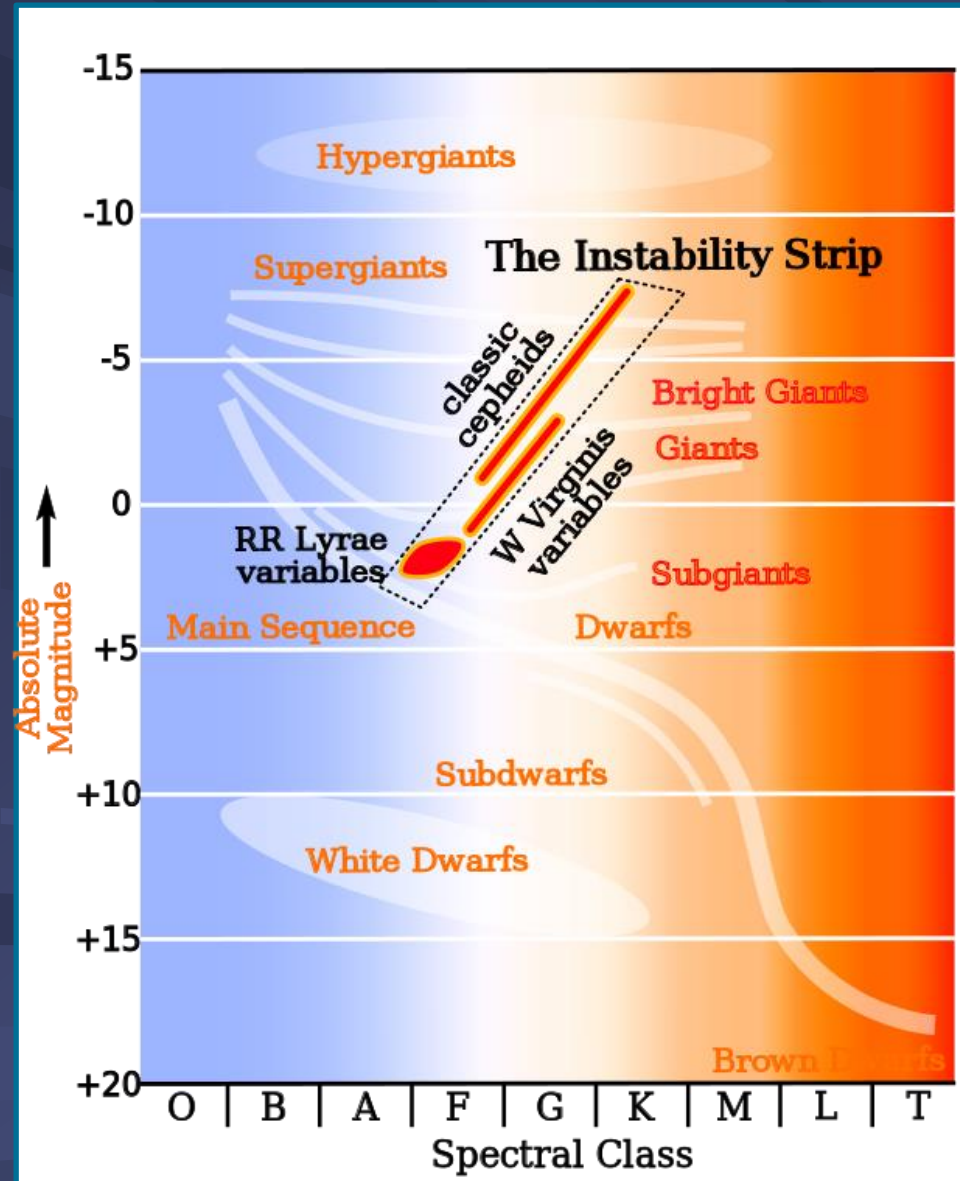 -15
Hypergiants
-10
The Instability Strip
Supergiants
classic
cepheids
-5
Bright Giants
Giants
W Virginis
variables
0
RR Lyrae
variables
Subgiants
Main Sequence
Dwarfs
+5
Absolute
Magnitude
Subdwarfs
+10
White Dwarfs
+15
Brown Dwarfs
+20
O | B | A | F | G | K | M | L | T
Spectral Class